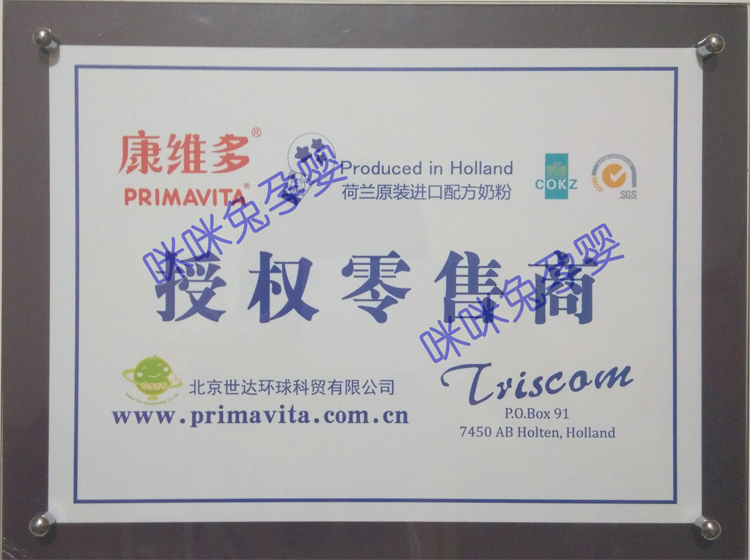 康维多®
PRIMAVITA®
Produced in Holland
荷兰原装进口配方奶粉
COKZ
SGS
授权零售商
咪咪兔孕婴
咪咪兔孕婴
北京世达环球科贸有限公司
www.primavita.com.cn
Triscom
P.O.Box 91
7450 AB Holten, Holland